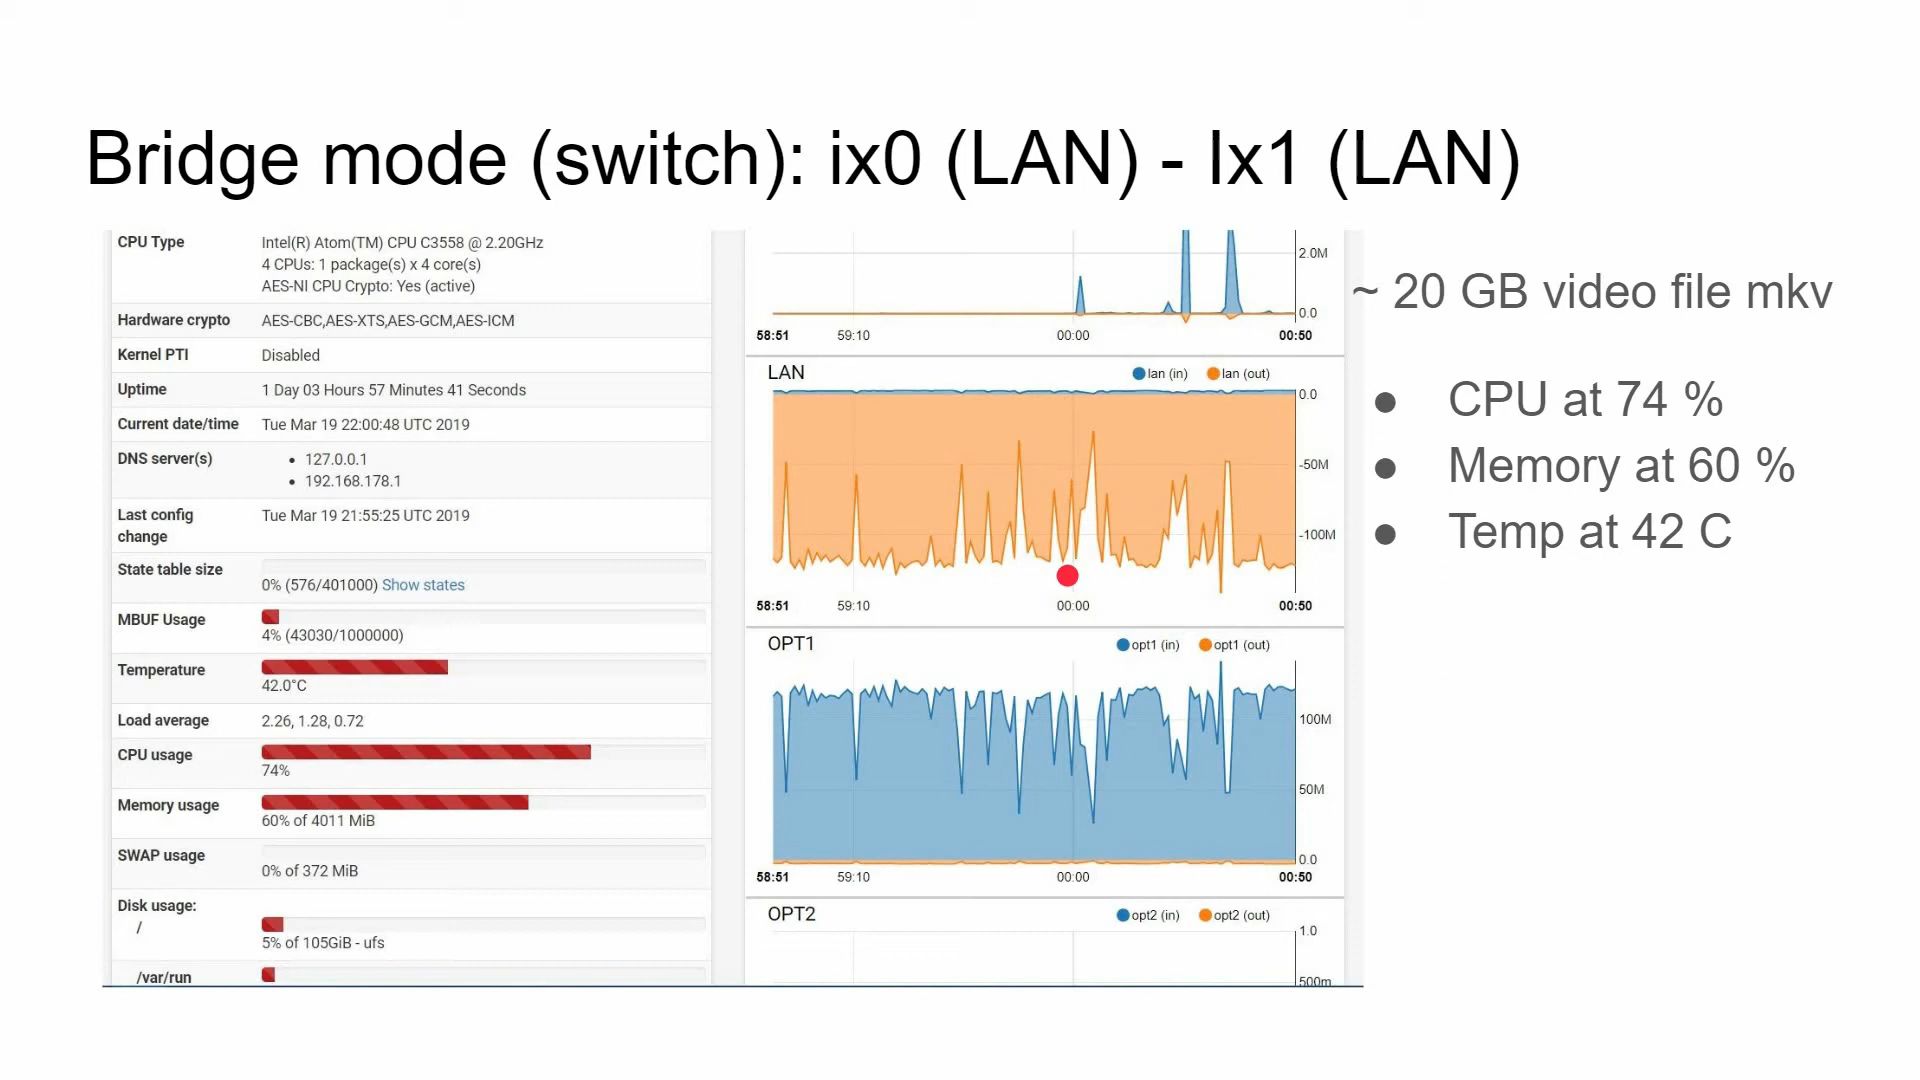 Bridge mode (switch): ix0 (LAN) - Ix1 (LAN)
CPU Type
Intel(R) Atom(TM) CPU C3558 @ 2.20GHz
4 CPUs: 1 package(s) x 4 core(s)
AES-NI CPU Crypto: Yes (active)
Hardware crypto
AES-CBC,AES-XTS,AES-GCM,AES-ICM
Kernel PTI
Disabled
Uptime
1 Day 03 Hours 57 Minutes 41 Seconds
Current date/time
Tue Mar 19 22:00:48 UTC 2019
DNS server(s)
• 127.0.0.1
• 192.168.178.1
Last config
change
Tue Mar 19 21:55:25 UTC 2019
State table size
0% (576/401000) Show states
MBUF Usage
4% (43030/1000000)
Temperature
42.0°C
Load average
2.26, 1.28, 0.72
CPU usage
74%
Memory usage
60% of 4011 MiB
SWAP usage
0% of 372 MiB
Disk usage:
/
5% of 105GiB - ufs
/var/run
2.0M
0.0
58:51 59:10 00:00 00:50
LAN
lan (in) lan (out)
0.0
-50M
-100M
58:51 59:10 00:00 00:50
OPT1
opt1 (in) opt1 (out)
100M
50M
0.0
58:51 59:10 00:00 00:50
OPT2
opt2 (in) opt2 (out)
1.0
500m
~ 20 GB video file mkv
● CPU at 74 %
● Memory at 60 %
● Temp at 42 C